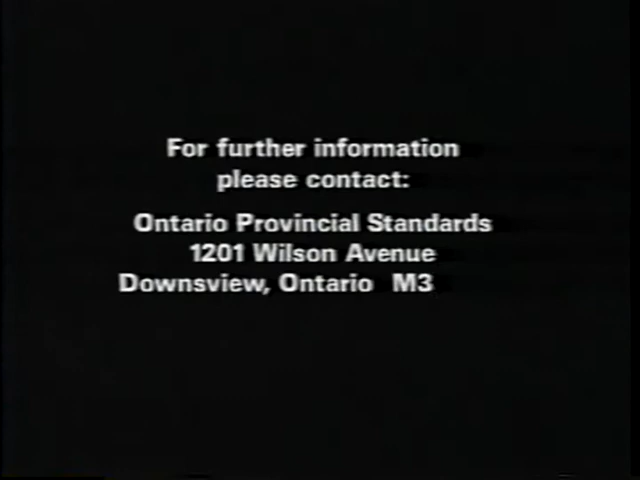 For further information
please contact:
Ontario Provincial Standards
1201 Wilson Avenue
Downsview, Ontario M3